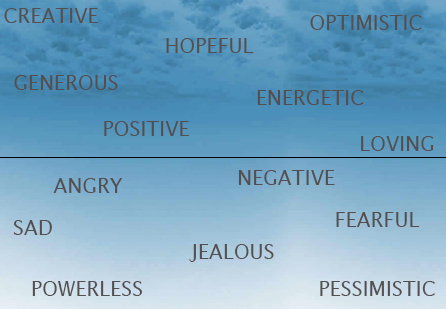 CREATIVE
OPTIMISTIC
HOPEFUL
GENEROUS
ENERGETIC
POSITIVE
LOVING
ANGRY
NEGATIVE
SAD
FEARFUL
JEALOUS
POWERLESS
PESSIMISTIC